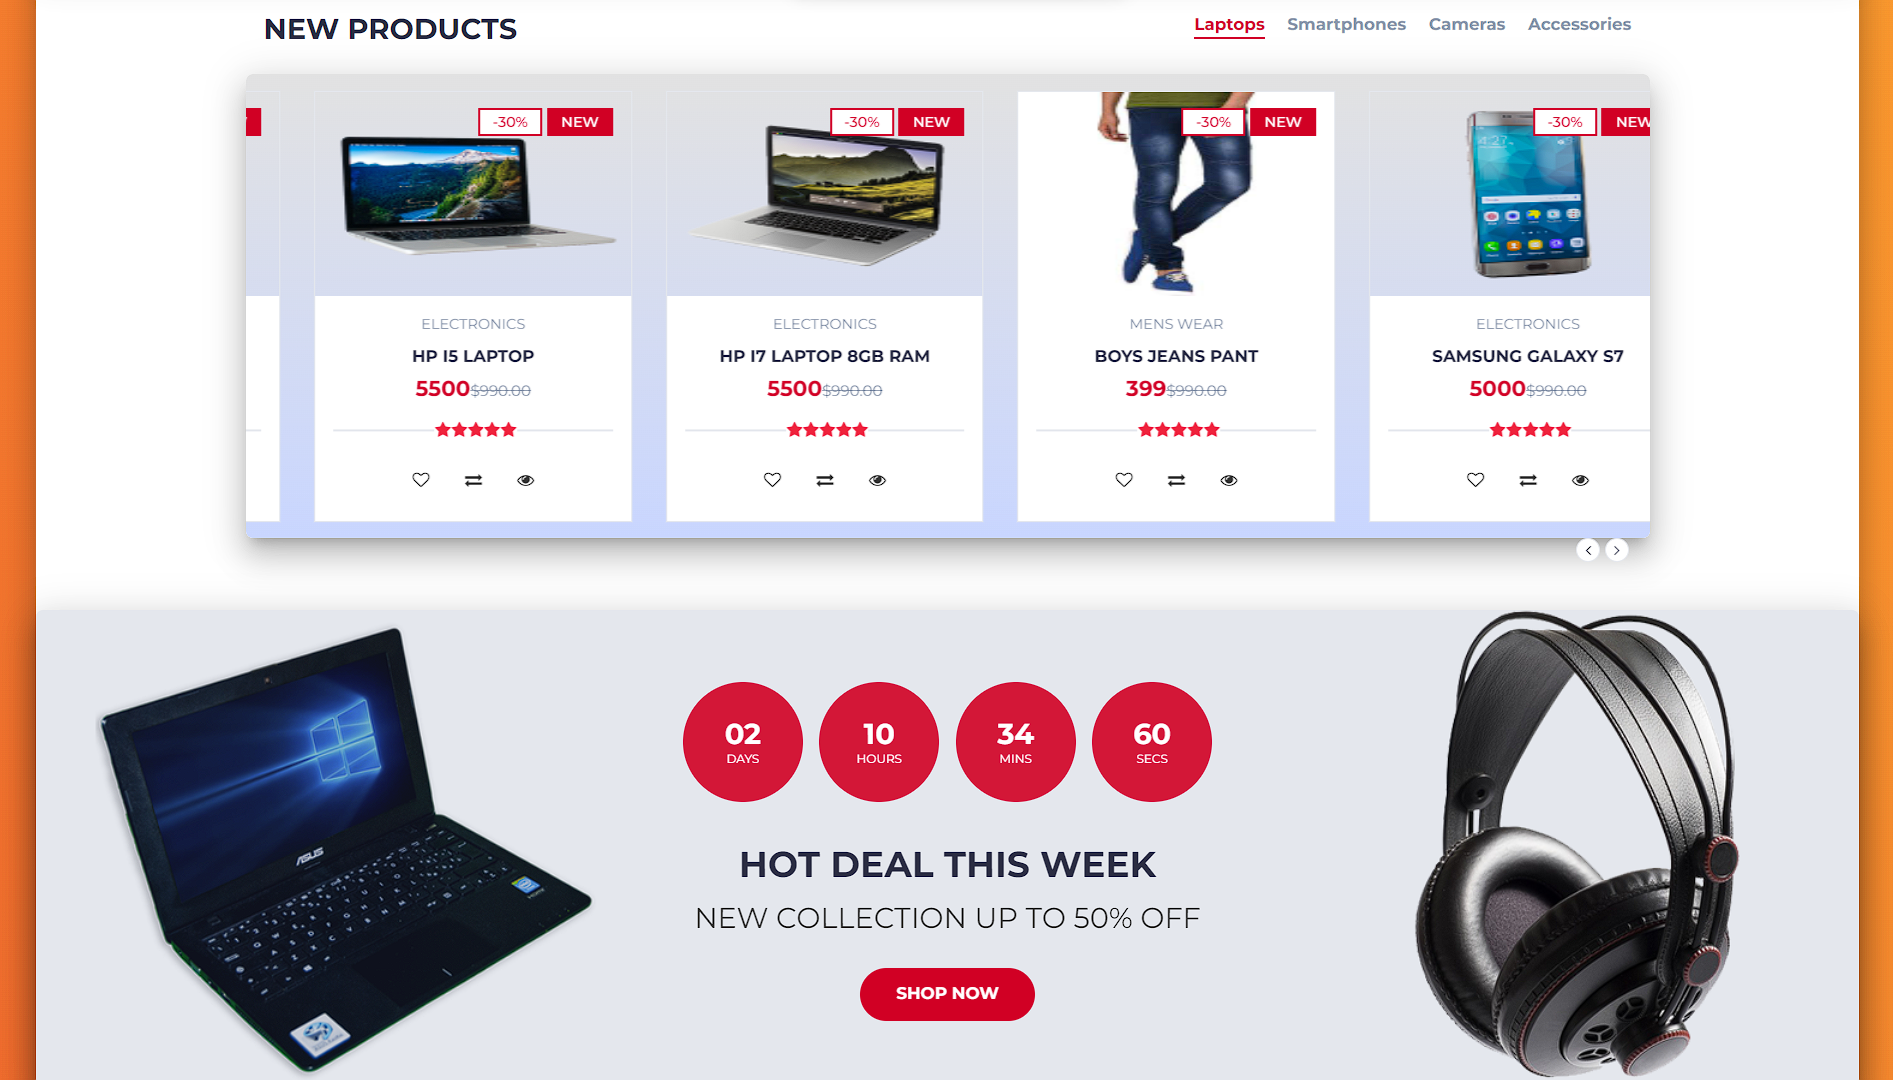 NEW PRODUCTS
Laptops Smartphones Cameras Accessories
-30% NEW
-30% NEW
-30% NEW
-30% NEW
ELECTRONICS
HP I5 LAPTOP
5500$990.00
ELECTRONICS
HP I7 LAPTOP 8GB RAM
5500$990.00
MENS WEAR
BOYS JEANS PANT
399$990.00
ELECTRONICS
SAMSUNG GALAXY S7
5000$990.00
02
DAYS
10
HOURS
34
MINS
60
SECS
HOT DEAL THIS WEEK
NEW COLLECTION UP TO 50% OFF
SHOP NOW
ASUS
4:27